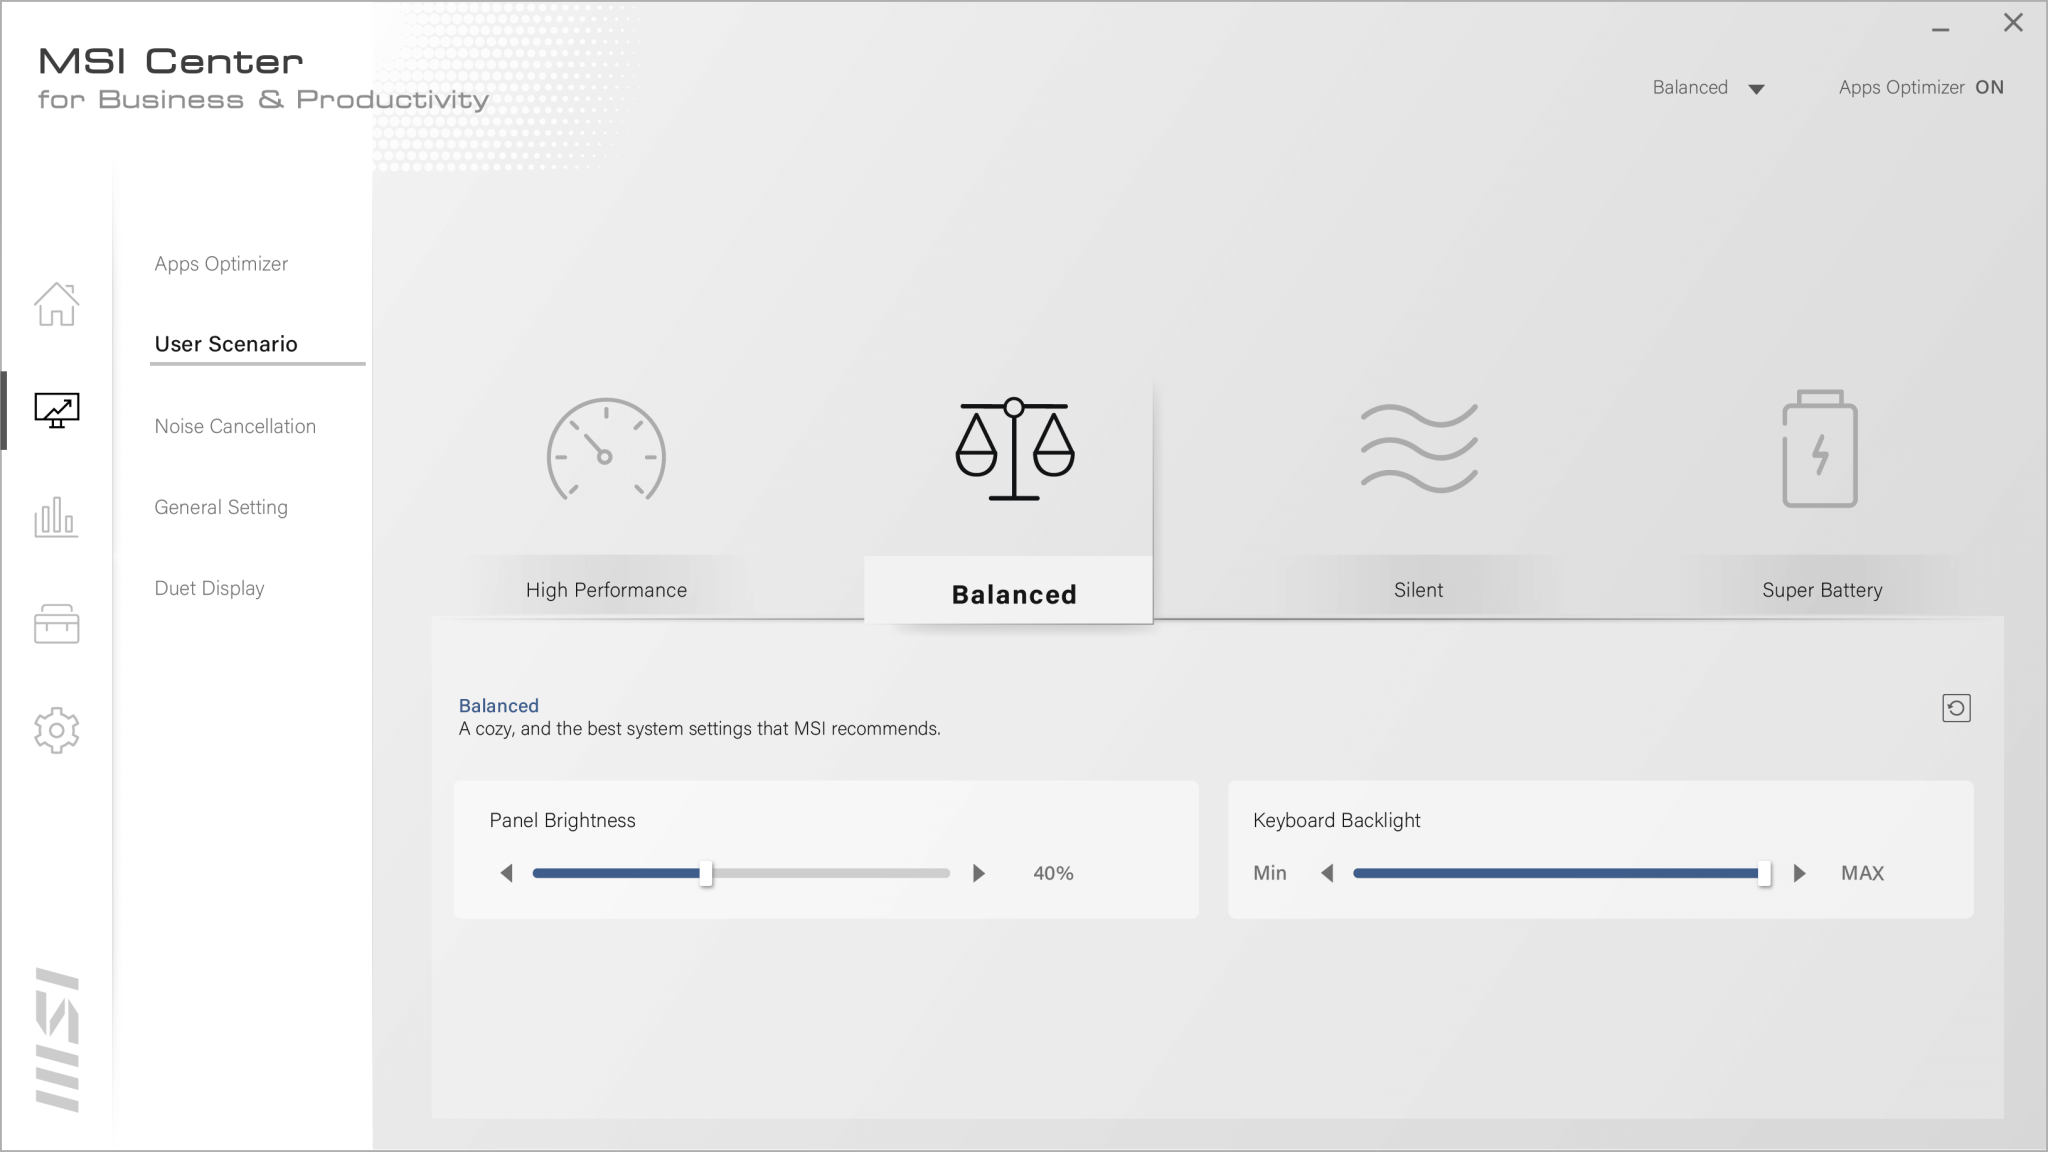 MSI Center
for Business & Productivity
Balanced
Apps Optimizer ON
Apps Optimizer
User Scenario
Noise Cancellation
General Setting
Duet Display
High Performance
Balanced
Silent
Super Battery
Balanced
A cozy, and the best system settings that MSI recommends.
Panel Brightness
40%
Keyboard Backlight
Min
MAX
MSI